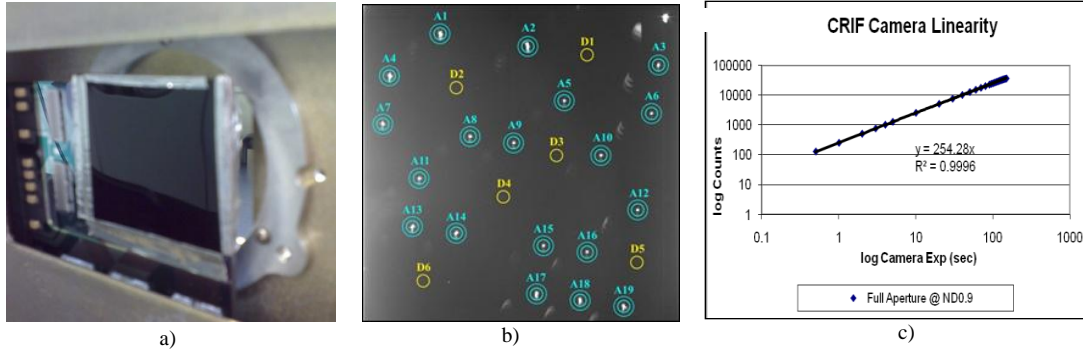 A1
A2
D1
A3
A4
D2
A5
A6
A7
A8
A9
D3
A10
A11
D4
A12
A13
A14
A15
A16
D5
D6
A17
A18
A19
CRIF Camera Linearity
log Counts
100000
10000
1000
100
10
1
y = 254.28x
R² = 0.9996
0.1 1 10 100 1000
log Camera Exp (sec)
Full Aperture @ ND0.9
a) b) c)